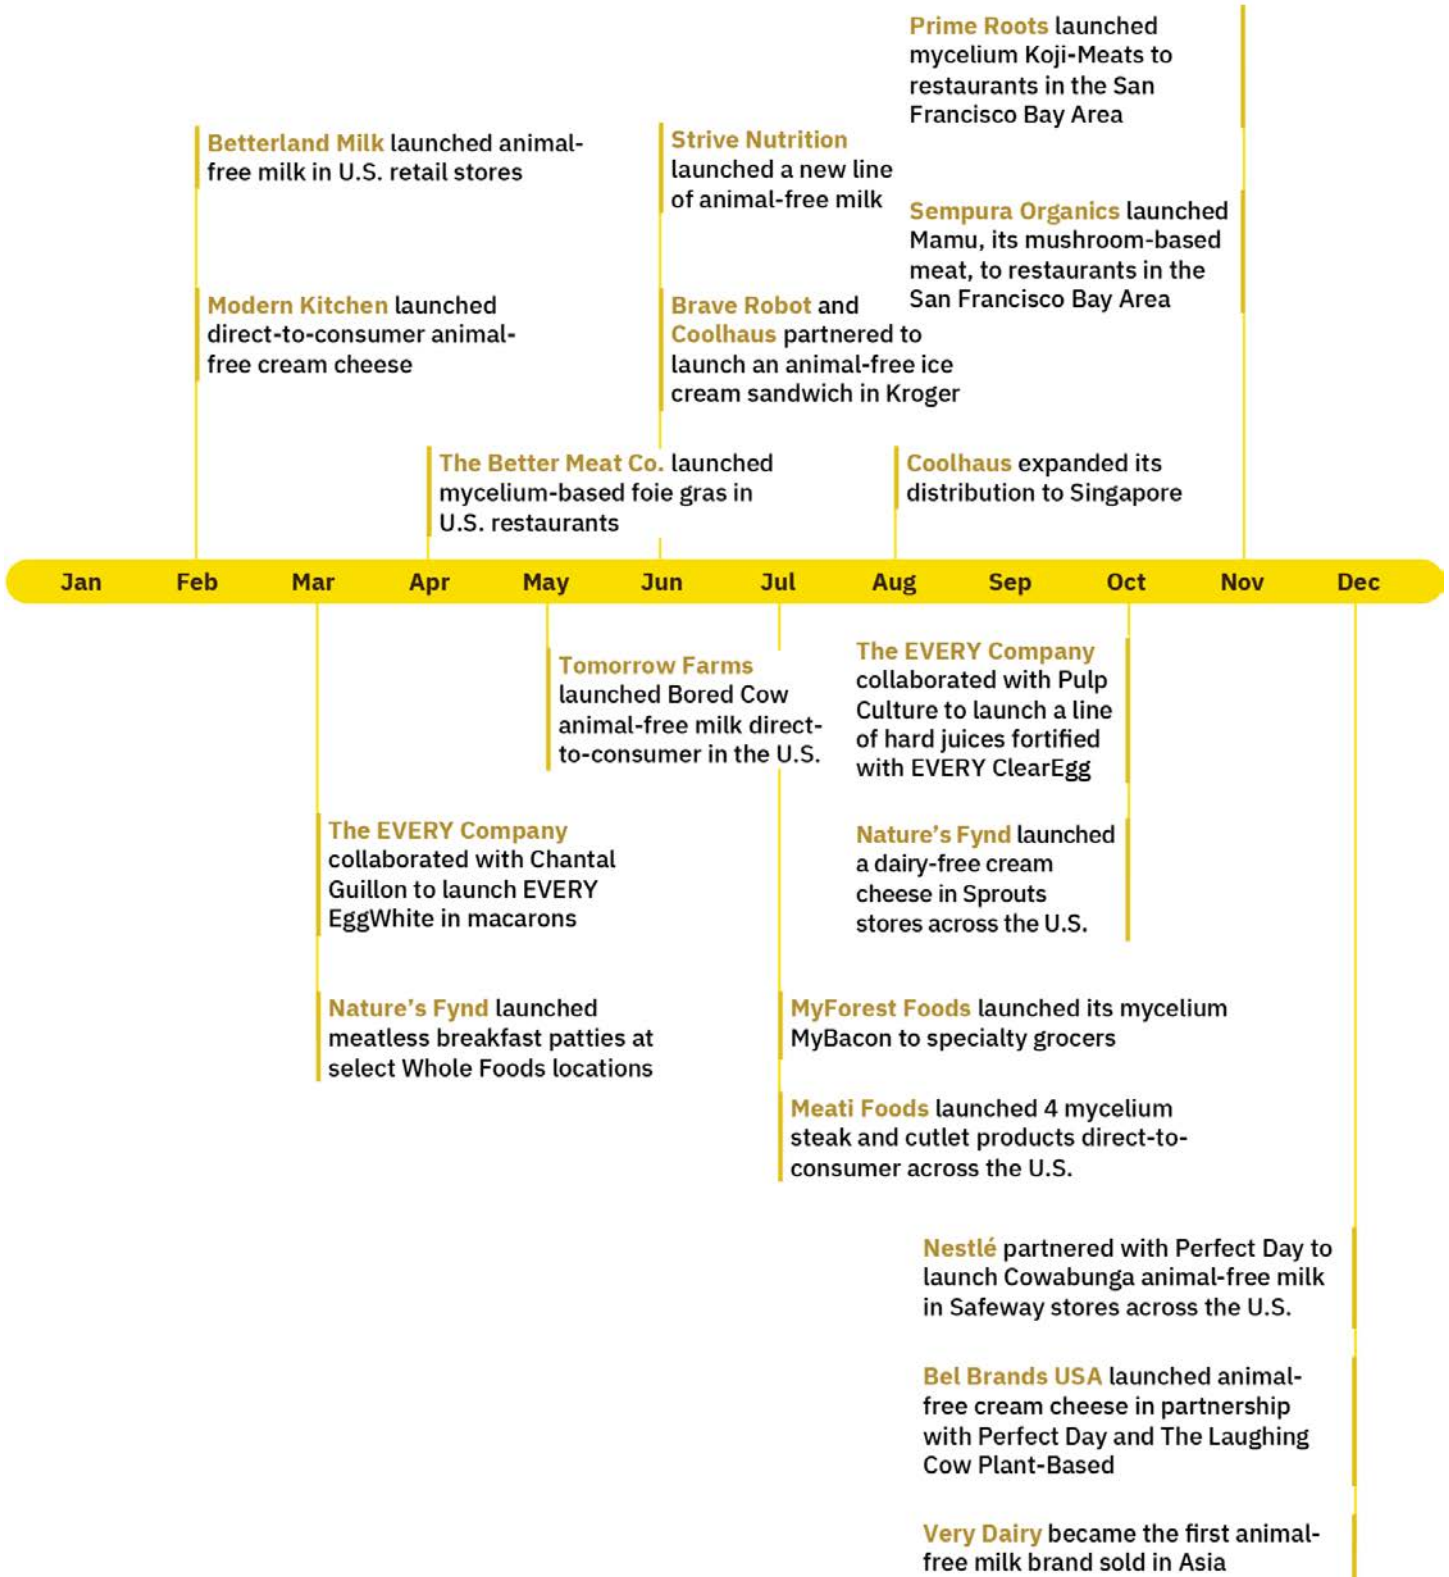 Prime Roots launched
mycelium Koji-Meats to
restaurants in the San
Francisco Bay Area
Betterland Milk launched animal-
free milk in U.S. retail stores
Strive Nutrition
launched a new line
of animal-free milk
Sempura Organics launched
Mamu, its mushroom-based
meat, to restaurants in the
San Francisco Bay Area
Modern Kitchen launched
direct-to-consumer animal-
free cream cheese
Brave Robot and
Coolhaus partnered to
launch an animal-free ice
cream sandwich in Kroger
The Better Meat Co. launched
mycelium-based foie gras in
U.S. restaurants
Coolhaus expanded its
distribution to Singapore
Jan Feb Mar Apr May Jun Jul Aug Sep Oct Nov Dec
Tomorrow Farms
launched Bored Cow
animal-free milk direct-
to-consumer in the U.S.
The EVERY Company
collaborated with Pulp
Culture to launch a line
of hard juices fortified
with EVERY ClearEgg
The EVERY Company
collaborated with Chantal
Guillon to launch EVERY
EggWhite in macarons
Nature's Fynd launched
a dairy-free cream
cheese in Sprouts
stores across the U.S.
Nature's Fynd launched
meatless breakfast patties at
select Whole Foods locations
MyForest Foods launched its mycelium
MyBacon to specialty grocers
Meati Foods launched 4 mycelium
steak and cutlet products direct-to-
consumer across the U.S.
Nestlé partnered with Perfect Day to
launch Cowabunga animal-free milk
in Safeway stores across the U.S.
Bel Brands USA launched animal-
free cream cheese in partnership
with Perfect Day and The Laughing
Cow Plant-Based
Very Dairy became the first animal-
free milk brand sold in Asia